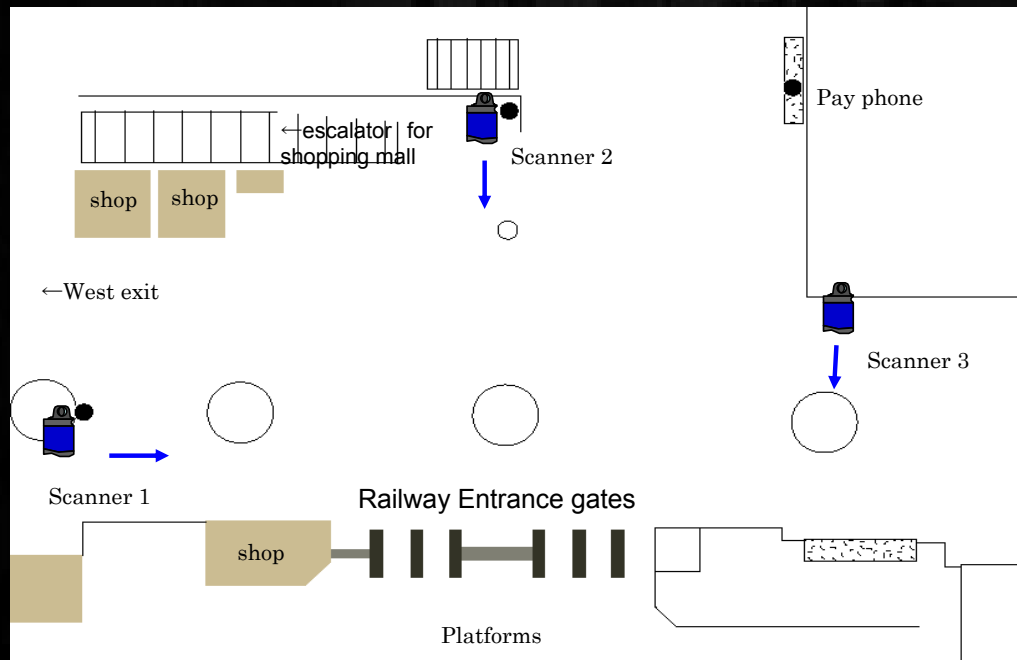 Pay phone
←escalator for
shopping mall
Scanner 2
shop
shop
←West exit
Scanner 3
Scanner 1
Railway Entrance gates
shop
Platforms